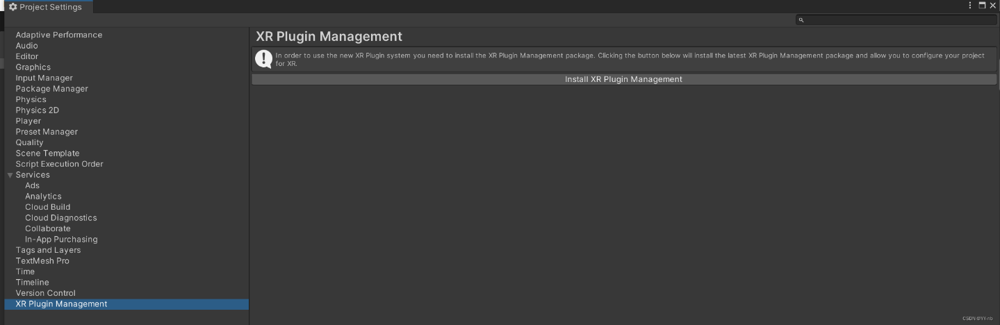 Project Settings
Adaptive Performance
Audio
Editor
Graphics
Input Manager
Package Manager
Physics
Physics 2D
Player
Preset Manager
Quality
Scene Template
Script Execution Order
Services
Ads
Analytics
Cloud Build
Cloud Diagnostics
Collaborate
In-App Purchasing
Tags and Layers
TextMesh Pro
Time
Timeline
Version Control
XR Plugin Management
XR Plugin Management
In order to use the new XR Plugin system you need to install the XR Plugin Management package. Clicking the button below will install the latest XR Plugin Management package and allow you to configure your project
for XR.
Install XR Plugin Management
CSDN @YY-nb